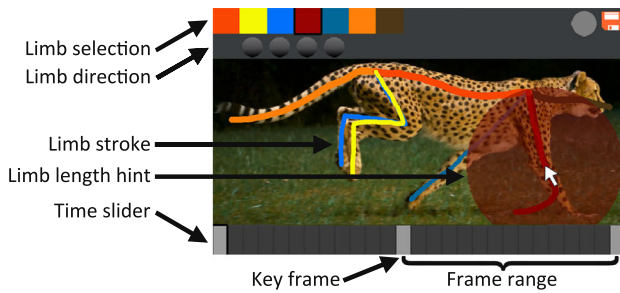 Limb selection
Limb direction
Limb stroke
Limb length hint
Time slider
Key frame
Frame range